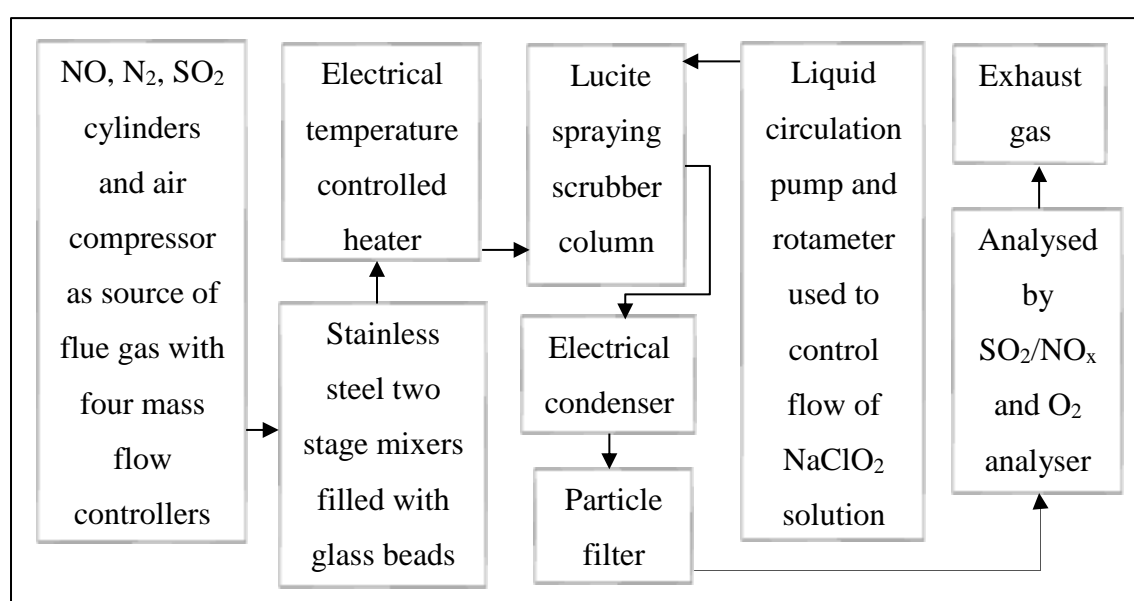 NO, N₂, SO₂
cylinders
and air
compressor
as source of
flue gas with
four mass
flow
controllers
Electrical
temperature
controlled
heater
Stainless
steel two
stage mixers
filled with
glass beads
Lucite
spraying
scrubber
column
Electrical
condenser
Particle
filter
Liquid
circulation
pump and
rotameter
used to
control
flow of
NaClO₂
solution
Exhaust
gas
Analysed
by
SO₂/NOₓ
and O₂
analyser